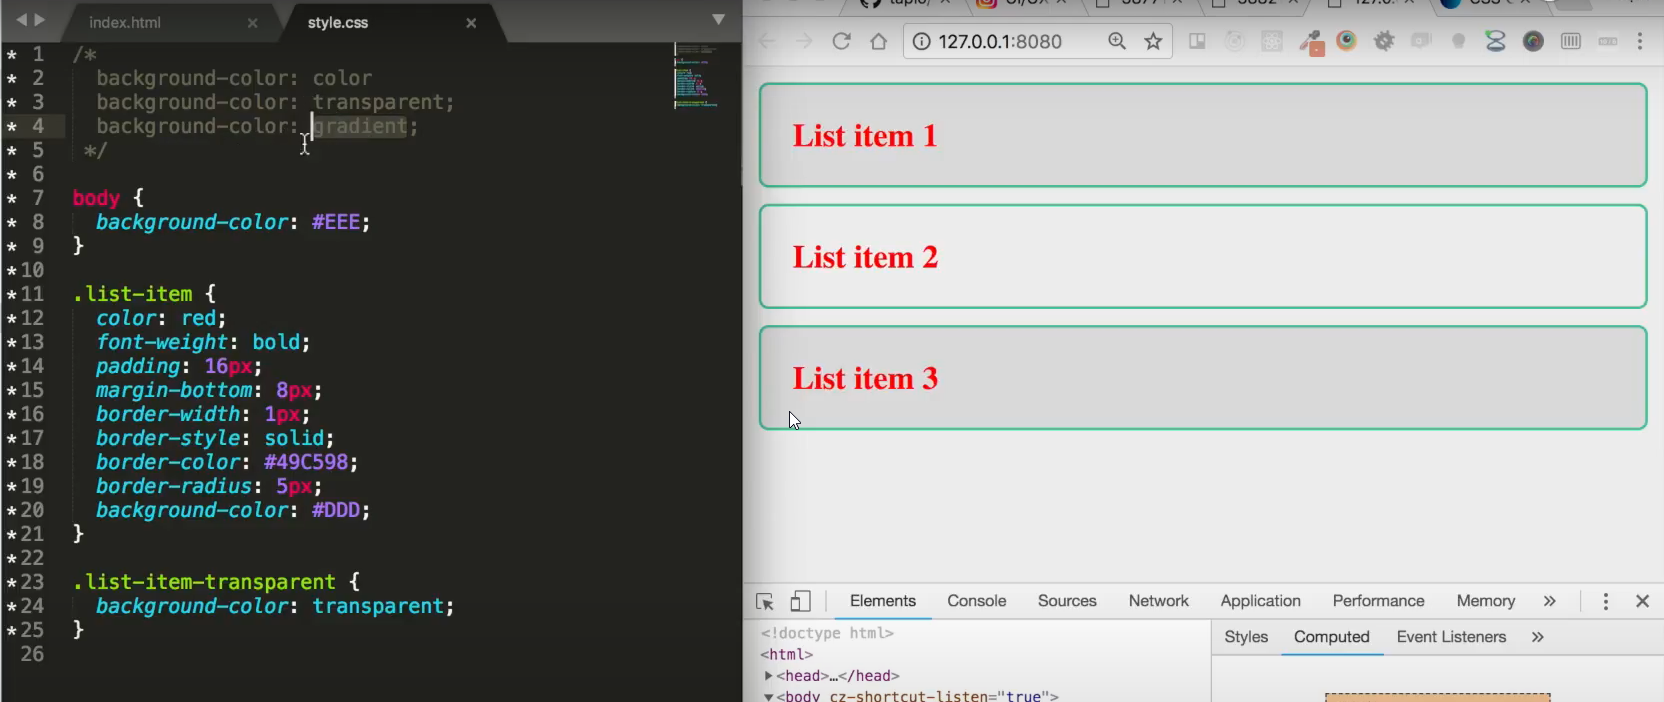 index.html
style.css
1 /*
2 background-color: color
3 background-color: transparent;
4 background-color: gradient;
5 */
6
7 body {
8 background-color: #EEE;
9 }
10
11 .list-item {
12 color: red;
13 font-weight: bold;
14 padding: 16px;
15 margin-bottom: 8px;
16 border-width: 1px;
17 border-style: solid;
18 border-color: #49C598;
19 border-radius: 5px;
20 background-color: #DDD;
21 }
22
23 .list-item-transparent {
24 background-color: transparent;
25 }
26
127.0.0.1:8080
List item 1
List item 2
List item 3
Elements Console Sources Network Application Performance Memory »
<!doctype html>
<html>
<head>…</head>
<body cz-shortcut-listen="true">
Styles Computed Event Listeners »